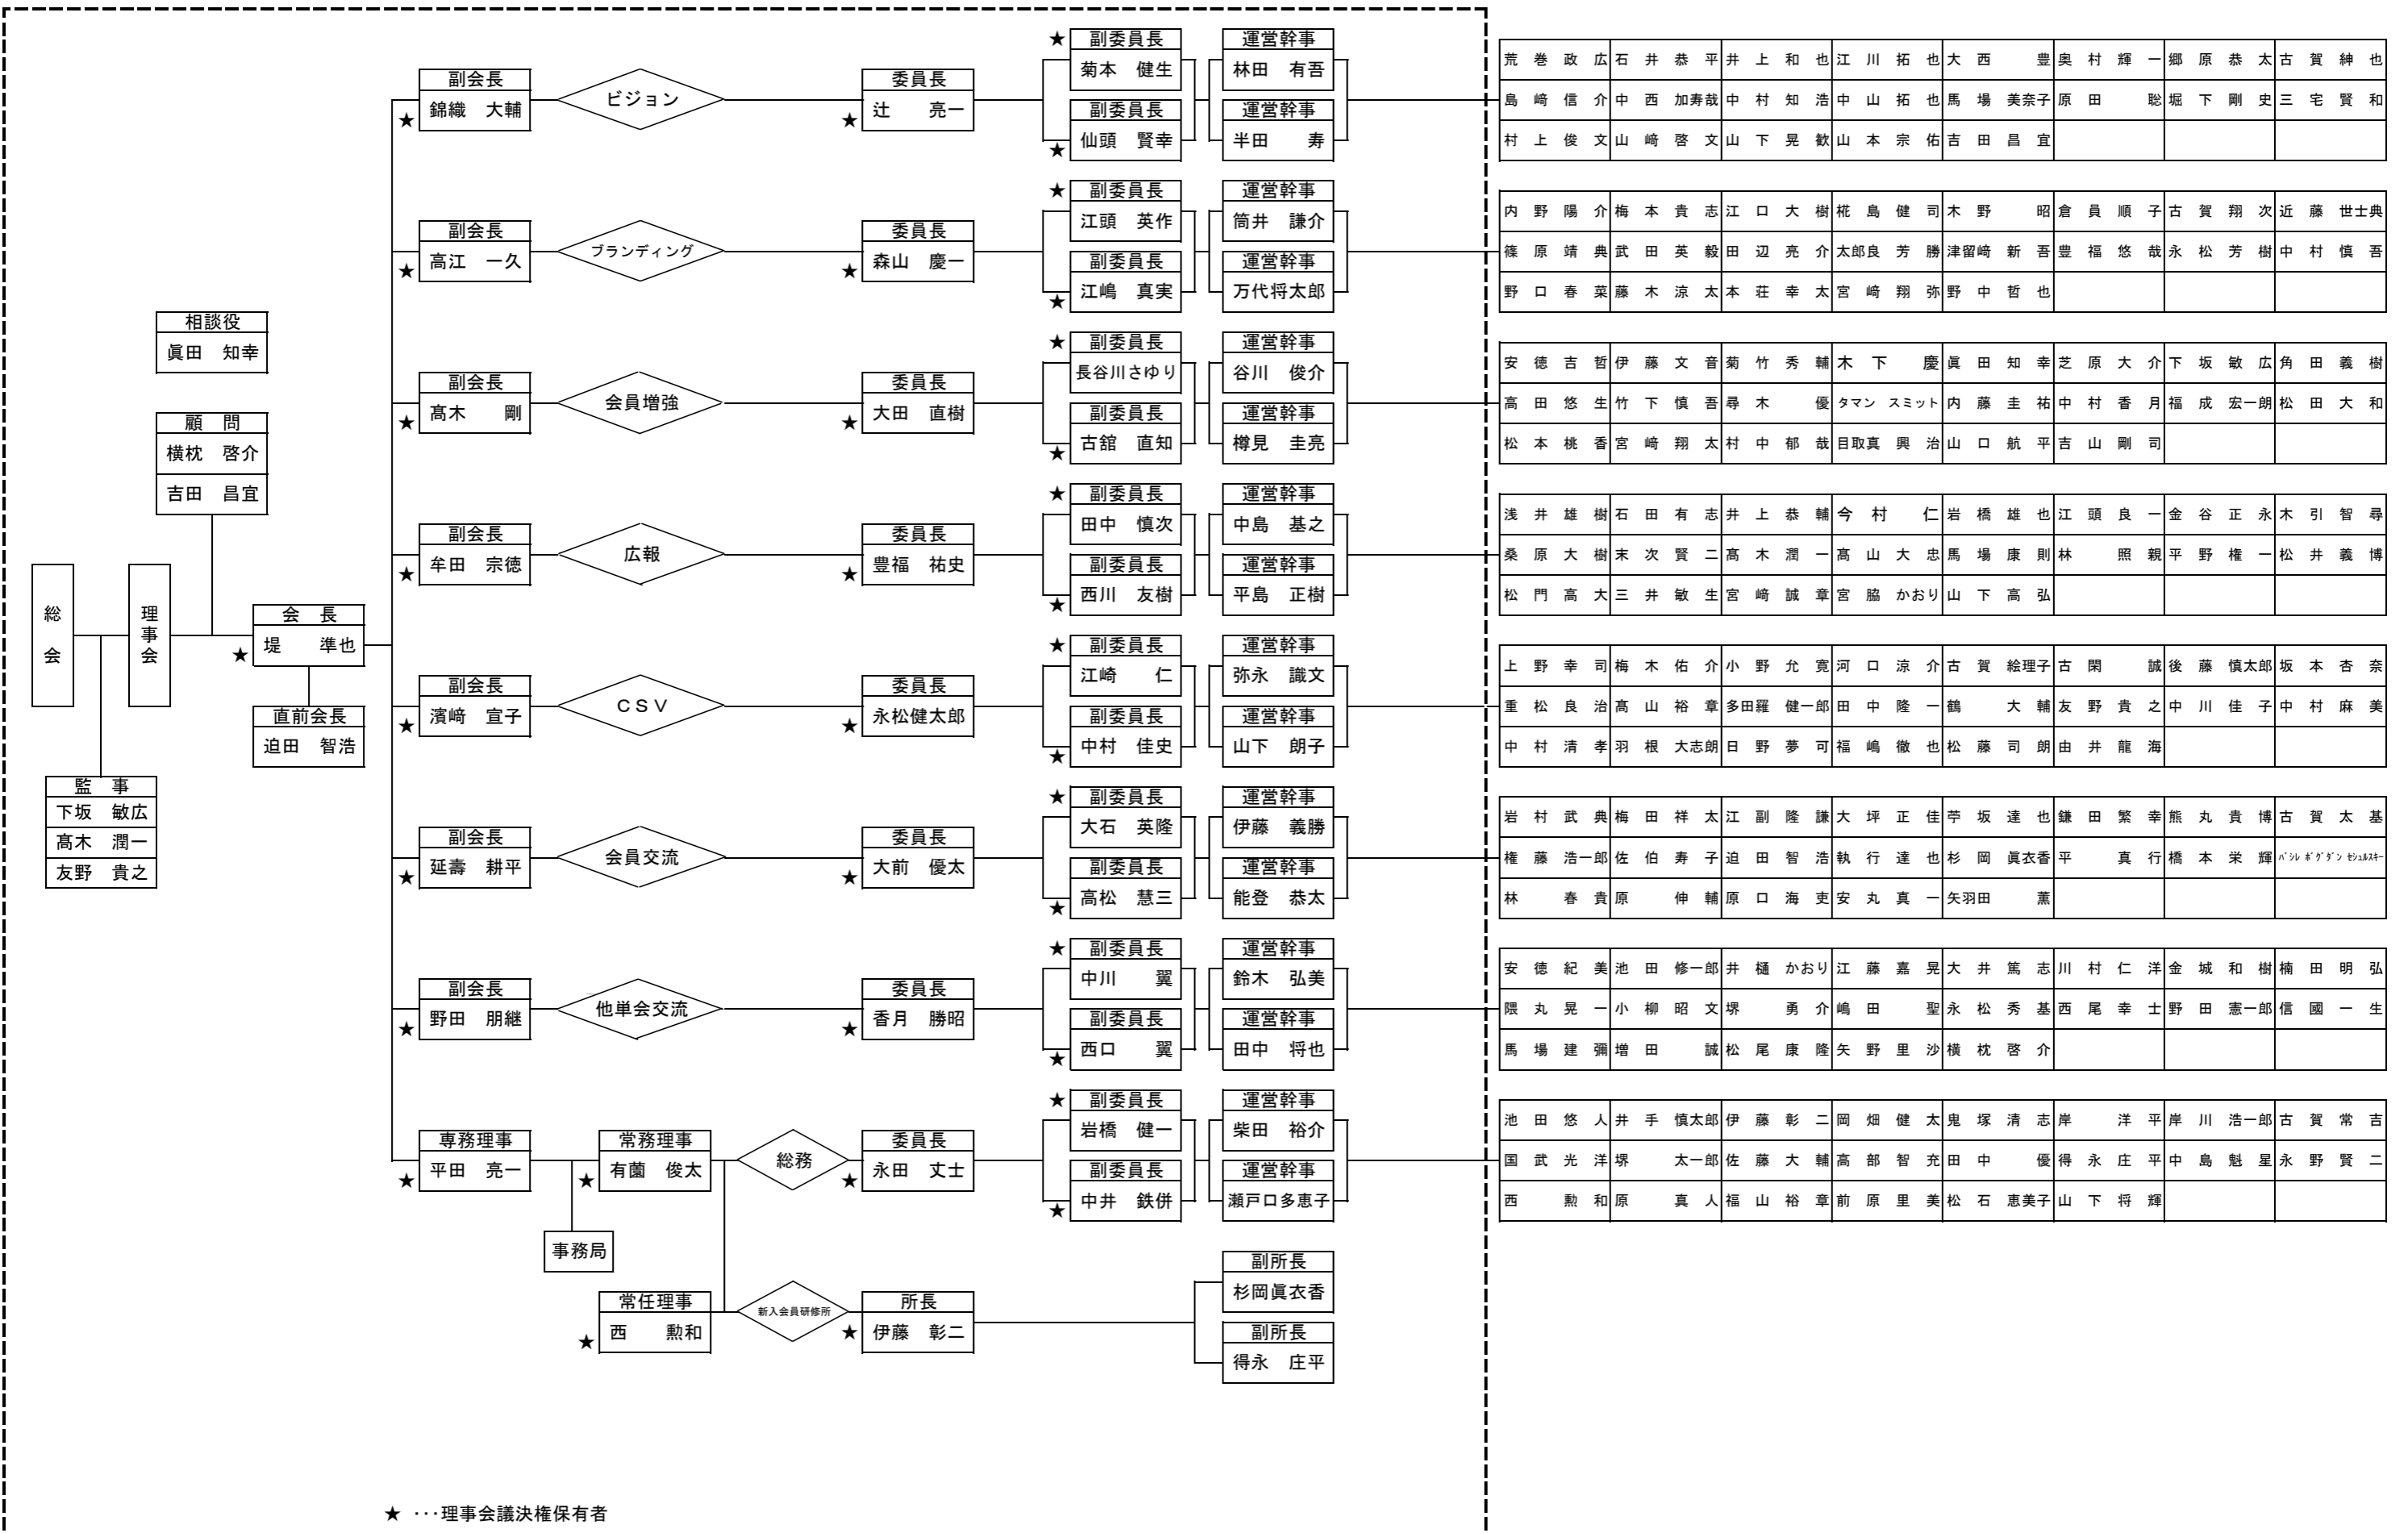 総会
理事会
相談役
眞田 知幸
顧 問
横枕 啓介
吉田 昌宜
会 長
★ 堤 準也
直前会長
迫田 智浩
監 事
下坂 敏広
髙木 潤一
友野 貴之
副会長
★ 錦織 大輔
ビジョン
委員長
★ 辻 亮一
★ 副委員長
菊本 健生
副委員長
★ 仙頭 賢幸
運営幹事
林田 有吾
運営幹事
半田 寿
荒巻政広 石井恭平 井上和也 江川拓也 大西 豊 奥村輝一 郷原恭太 古賀紳也
島﨑信介 中西加寿哉 中村知浩 中山拓也 馬場美奈子 原田 聡 堀下剛史 三宅賢和
村上俊文 山﨑啓文 山下晃歓 山本宗佑 吉田昌宜
副会長
★ 高江 一久
ブランディング
委員長
★ 森山 慶一
★ 副委員長
江頭 英作
副委員長
★ 江嶋 真実
運営幹事
筒井 謙介
運営幹事
万代将太郎
内野陽介 梅本貴志 江口大樹 椛島健司 木野 昭 倉員順子 古賀翔次 近藤世士典
篠原靖典 武田英毅 田辺亮介 太郎良芳勝 津留﨑新吾 豊福悠哉 永松芳樹 中村慎吾
野口春菜 藤木涼太 本荘幸太 宮﨑翔弥 野中哲也
副会長
★ 髙木 剛
会員増強
委員長
★ 大田 直樹
★ 副委員長
長谷川さゆり
副委員長
★ 古舘 直知
運営幹事
谷川 俊介
運営幹事
樽見 圭亮
安德吉哲 伊藤文音 菊竹秀輔 木下 慶 眞田知幸 芝原大介 下坂敏広 角田義樹
高田悠生 竹下慎吾 尋木 優 タマン スミット 内藤圭祐 中村香月 福成宏一朗 松田大和
松本桃香 宮﨑翔太 村中郁哉 目取真興治 山口航平 吉山剛司
副会長
★ 牟田 宗徳
広報
委員長
★ 豊福 祐史
★ 副委員長
田中 慎次
副委員長
★ 西川 友樹
運営幹事
中島 基之
運営幹事
平島 正樹
浅井雄樹 石田有志 井上恭輔 今村 仁 岩橋雄也 江頭良一 金谷正永 木引智尋
桑原大樹 末次賢二 髙木潤一 髙山大忠 馬場康則 林 照親 平野権一 松井義博
松門高大 三井敏生 宮﨑誠章 宮脇かおり 山下高弘
副会長
★ 濱﨑 宣子
CSV
委員長
★ 永松健太郎
★ 副委員長
江崎 仁
副委員長
★ 中村 佳史
運営幹事
弥永 識文
運営幹事
山下 朗子
上野幸司 梅木佑介 小野允寛 河口涼介 古賀絵理子 古閑 誠 後藤慎太郎 坂本杏奈
重松良治 髙山裕章 多田羅健一郎 田中隆一 鶴 大輔 友野貴之 中川佳子 中村麻美
中村清孝 羽根大志朗 日野夢可 福嶋徹也 松藤司朗 由井龍海
副会長
★ 延壽 耕平
会員交流
委員長
★ 大前 優太
★ 副委員長
大石 英隆
副委員長
★ 高松 慧三
運営幹事
伊藤 義勝
運営幹事
能登 恭太
岩村武典 梅田祥太 江副隆謙 大坪正佳 苧坂達也 鎌田繁幸 熊丸貴博 古賀太基
権藤浩一郎 佐伯寿子 迫田智浩 執行達也 杉岡眞衣香 平 真行 橋本栄輝
林 春貴 原 伸輔 原口海吏 安丸真一 矢羽田 薫
副会長
★ 野田 朋継
他単会交流
委員長
★ 香月 勝昭
★ 副委員長
中川 翼
副委員長
★ 西口 翼
運営幹事
鈴木 弘美
運営幹事
田中 将也
安徳紀美 池田修一郎 井樋かおり 江藤嘉晃 大井篤志 川村仁洋 金城和樹 楠田明弘
隈丸晃一 小柳昭文 堺 勇介 嶋田 聖 永松秀基 西尾幸士 野田憲一郎 信國一生
馬場建彌 増田 誠 松尾康隆 矢野里沙 横枕啓介
専務理事
★ 平田 亮一
常務理事
★ 有薗 俊太
総務
委員長
★ 永田 丈士
★ 副委員長
岩橋 健一
副委員長
★ 中井 鉄併
運営幹事
柴田 裕介
運営幹事
瀬戸口多恵子
池田悠人 井手慎太郎 伊藤彰二 岡畑健太 鬼塚清志 岸 洋平 岸川浩一郎 古賀常吉
国武光洋 堺 太一郎 佐藤大輔 高部智充 田中 優 得永庄平 中島魁星 永野賢二
西 勲和 原 真人 福山裕章 前原里美 松石恵美子 山下将輝
事務局
常任理事
★ 西 勲和
新入会員研修所
所長
★ 伊藤 彰二
副所長
杉岡眞衣香
副所長
得永 庄平
★ ･･･理事会議決権保有者